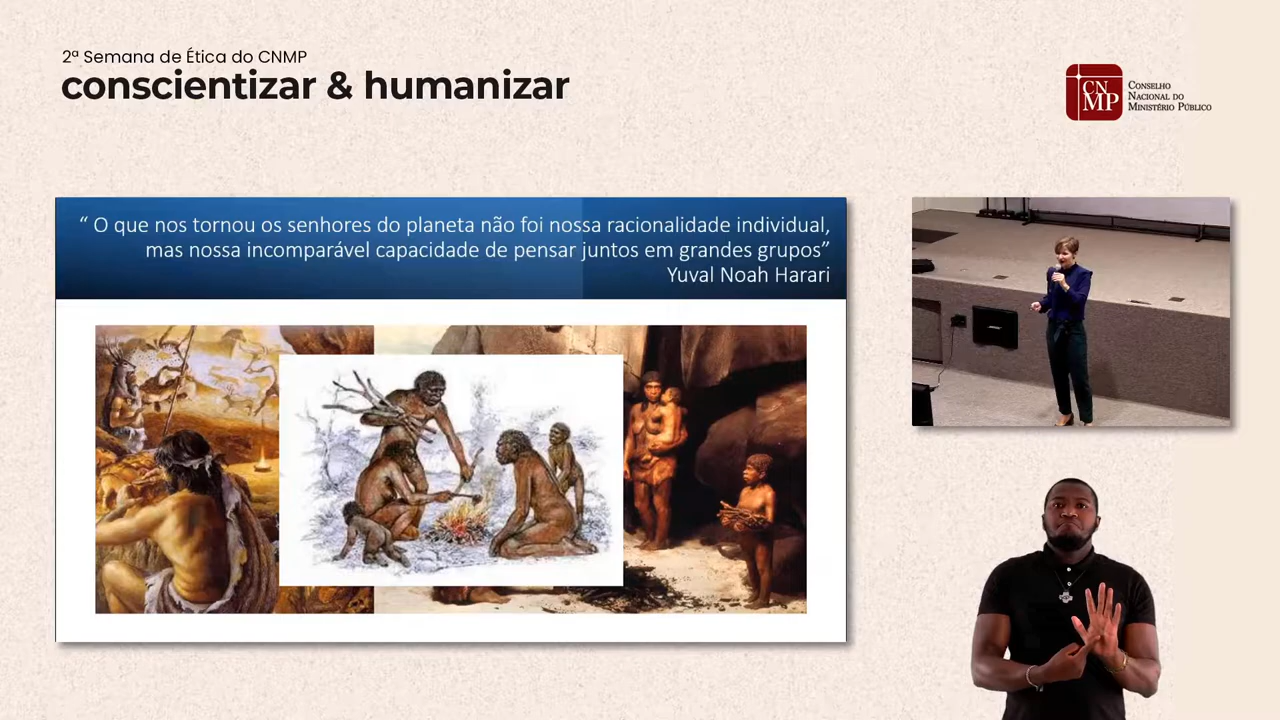 2ª Semana de Ética do CNMP
conscientizar & humanizar
CN
MP
CONSELHO
NACIONAL DO
MINISTÉRIO PÚBLICO
“ O que nos tornou os senhores do planeta não foi nossa racionalidade individual,
mas nossa incomparável capacidade de pensar juntos em grandes grupos”
Yuval Noah Harari